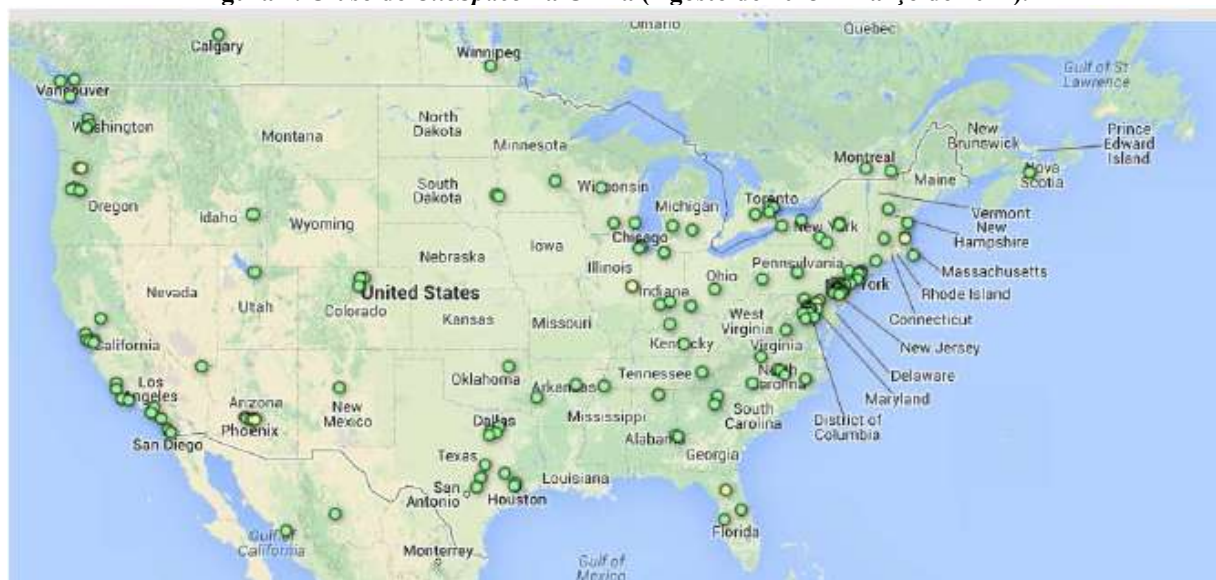 Ontario
Quebec
Calgary
Winnipeg
Gulf of St
Lawrence
Vancouver
Washington
Montana
North
Dakota
Minnesota
New
Brunswick
Prince
Edward
Island
Montreal
Nova
Scotia
Maine
Oregon
Idaho
Wyoming
South
Dakota
Wisconsin
Michigan
Toronto
Vermont
New
Hampshire
New York
Chicago
Iowa
Nebraska
Illinois
Ohio
Pennsylvania
Massachusetts
Nevada
Utah
Colorado
United States
Indiana
Rhode Island
Kansas
Missouri
West
Virginia
Connecticut
California
Kentucky
Virginia
New Jersey
Los
Angeles
Oklahoma
Arkansas
Tennessee
North
Carolina
Delaware
Arizona
Phoenix
New
Mexico
Mississippi
South
Carolina
Maryland
San Diego
Dallas
Alabama
District of
Columbia
Texas
Georgia
Louisiana
San
Antonio
Houston
Florida
Gulf of
California
Monterrey
Gulf of
Mexico